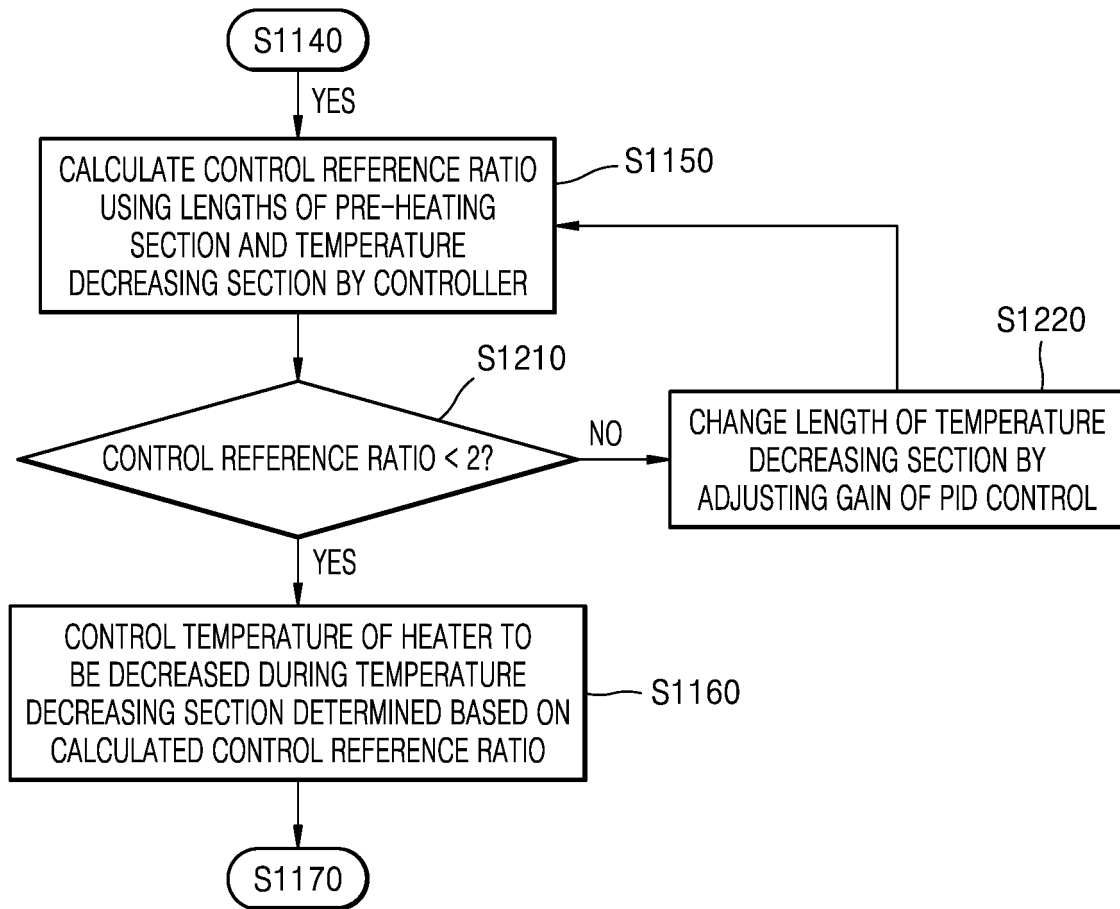 S1140
YES
CALCULATE CONTROL REFERENCE RATIO
USING LENGTHS OF PRE-HEATING
SECTION AND TEMPERATURE
DECREASING SECTION BY CONTROLLER
S1150
S1210
CONTROL REFERENCE RATIO < 2?
NO
S1220
CHANGE LENGTH OF TEMPERATURE
DECREASING SECTION BY
ADJUSTING GAIN OF PID CONTROL
YES
CONTROL TEMPERATURE OF HEATER TO
BE DECREASED DURING TEMPERATURE
DECREASING SECTION DETERMINED BASED ON
CALCULATED CONTROL REFERENCE RATIO
S1160
S1170